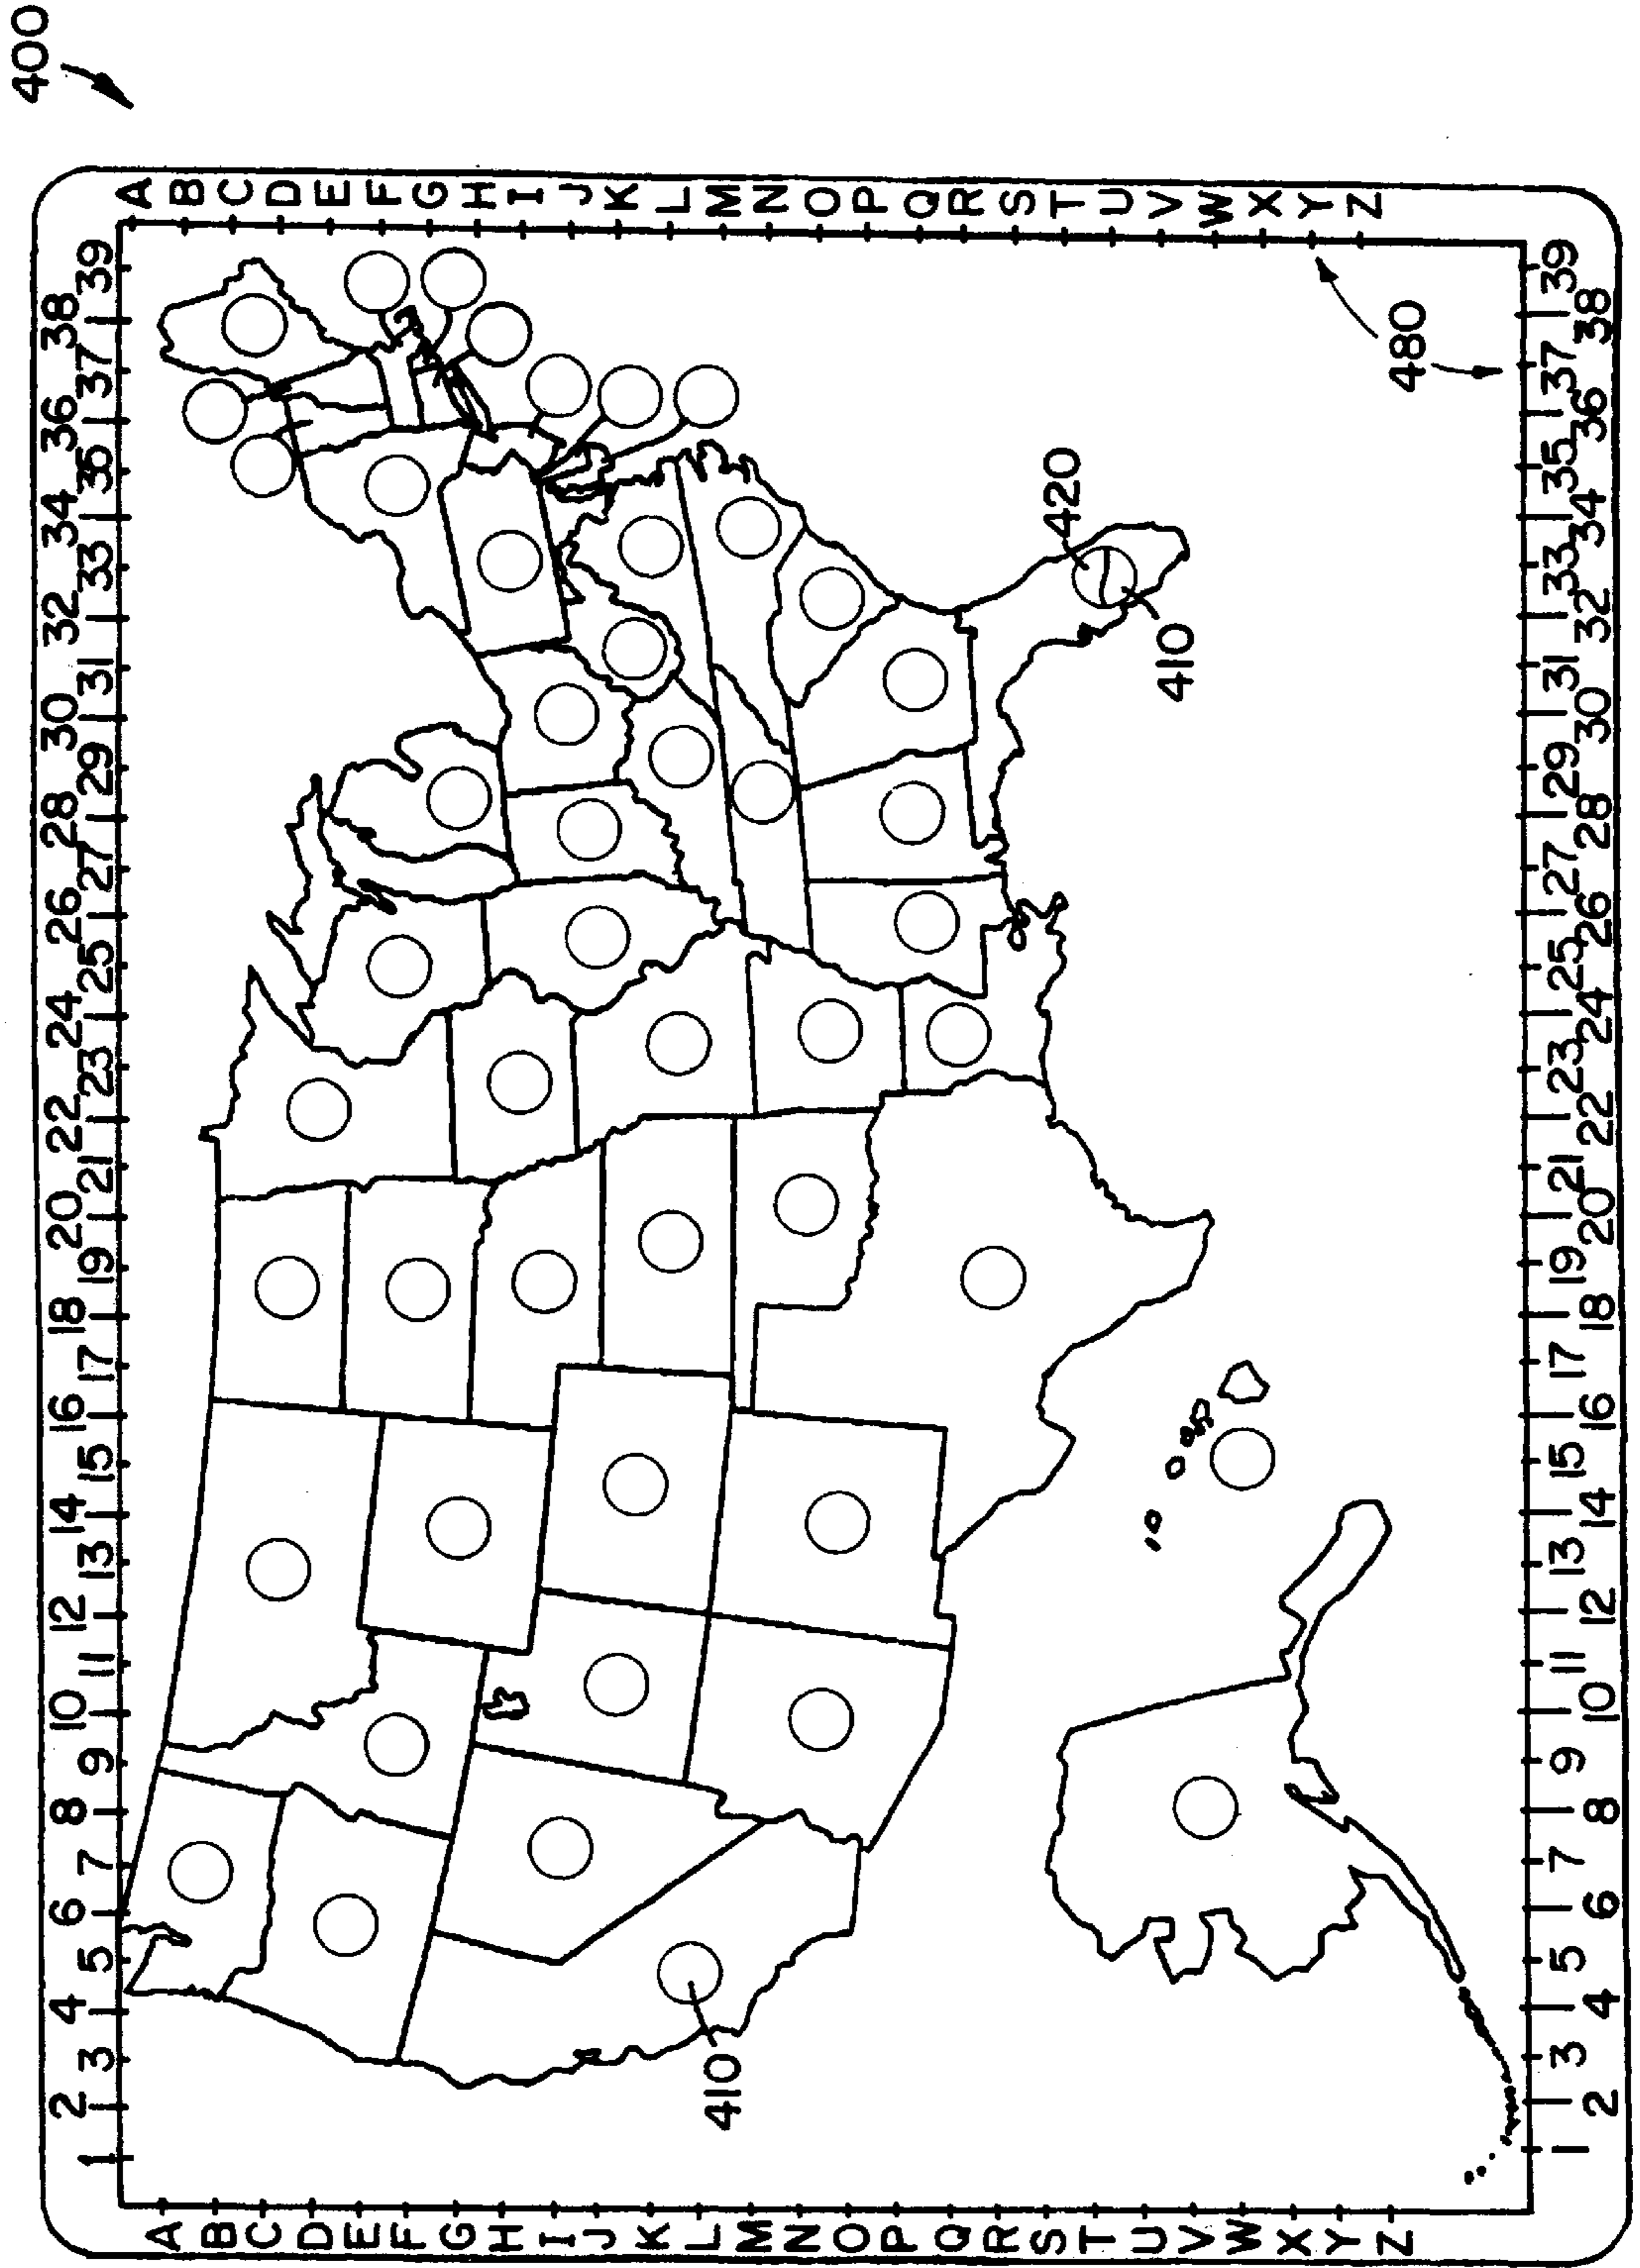 400
1 2 3 4 5 6 7 8 9 10 11 12 13 14 15 16 17 18 19 20 21 22 23 24 25 26 27 28 29 30 31 32 33 34 35 36 37 38 39
A A
B B
C C
D D
E E
F F
G G
H H
I I
J J
K K
L L
410
M M
N N
O O
P P
Q Q
R R
S S
T T
420
U U
V V
410
W W
X X
Y Y
Z Z
480
1 2 3 4 5 6 7 8 9 10 11 12 13 14 15 16 17 18 19 20 21 22 23 24 25 26 27 28 29 30 31 32 33 34 35 36 37 38 39